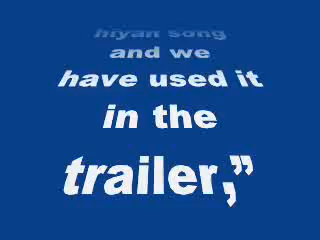 hiyan song
and we
have used it
in the
trailer,”